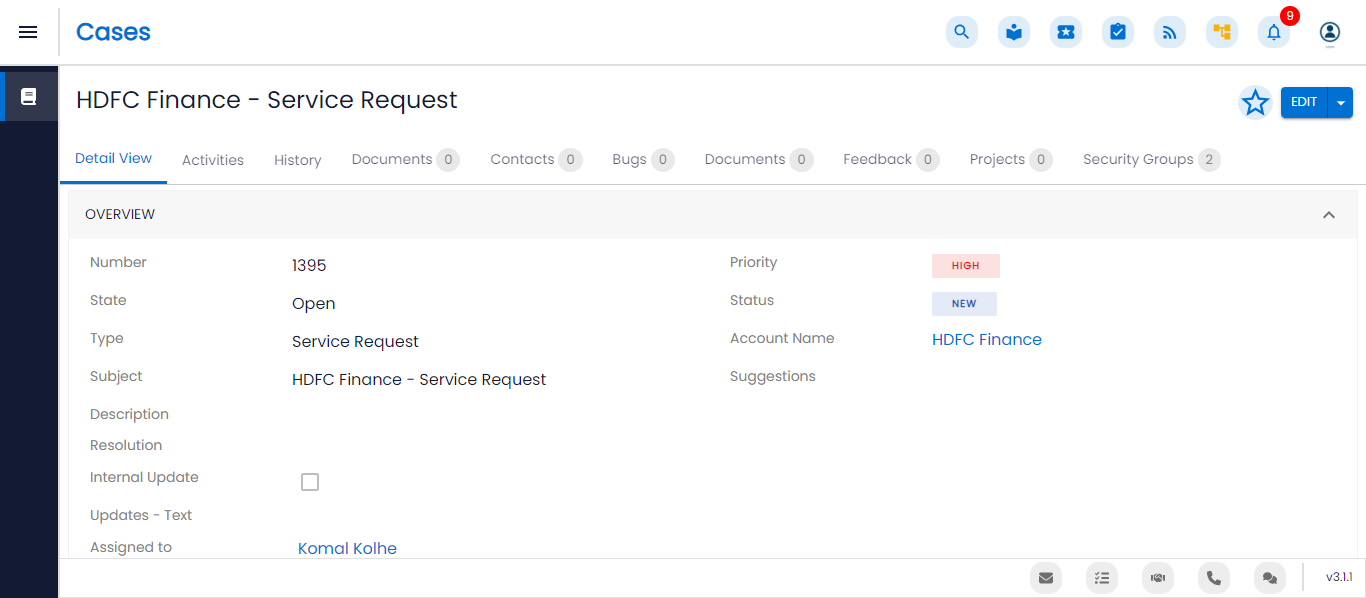 Cases
9
HDFC Finance - Service Request
EDIT
Detail View Activities History Documents 0 Contacts 0 Bugs 0 Documents 0 Feedback 0 Projects 0 Security Groups 2
OVERVIEW
Number 1395 Priority HIGH
State Open Status NEW
Type Service Request Account Name HDFC Finance
Subject HDFC Finance - Service Request Suggestions
Description
Resolution
Internal Update
Updates - Text
Assigned to Komal Kolhe
v3.1.1